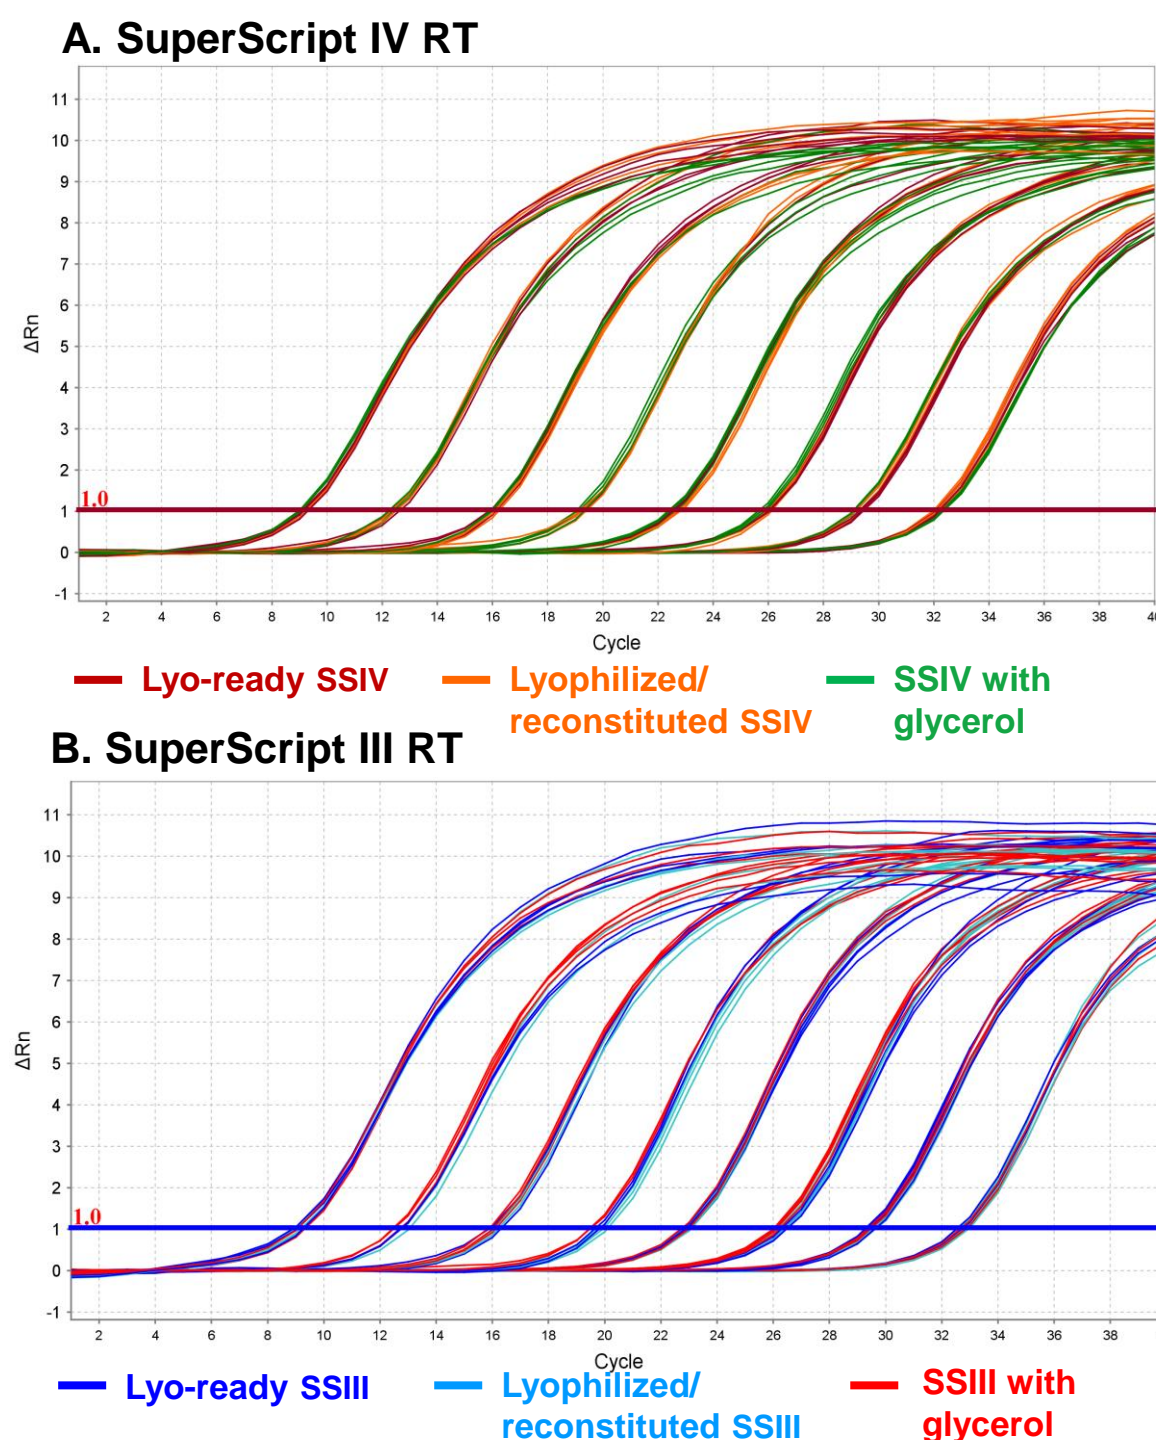 A. SuperScript IV RT
11
10
9
8
7
6
5
4
3
2
1
0
-1
ΔRn
1.0
2 4 6 8 10 12 14 16 18 20 22 24 26 28 30 32 34 36 38 40
Cycle
Lyo-ready SSIV
Lyophilized/
reconstituted SSIV
SSIV with
glycerol
B. SuperScript III RT
11
10
9
8
7
6
5
4
3
2
1
0
-1
ΔRn
1.0
2 4 6 8 10 12 14 16 18 20 22 24 26 28 30 32 34 36 38
Cycle
Lyo-ready SSIII
Lyophilized/
reconstituted SSIII
SSIII with
glycerol